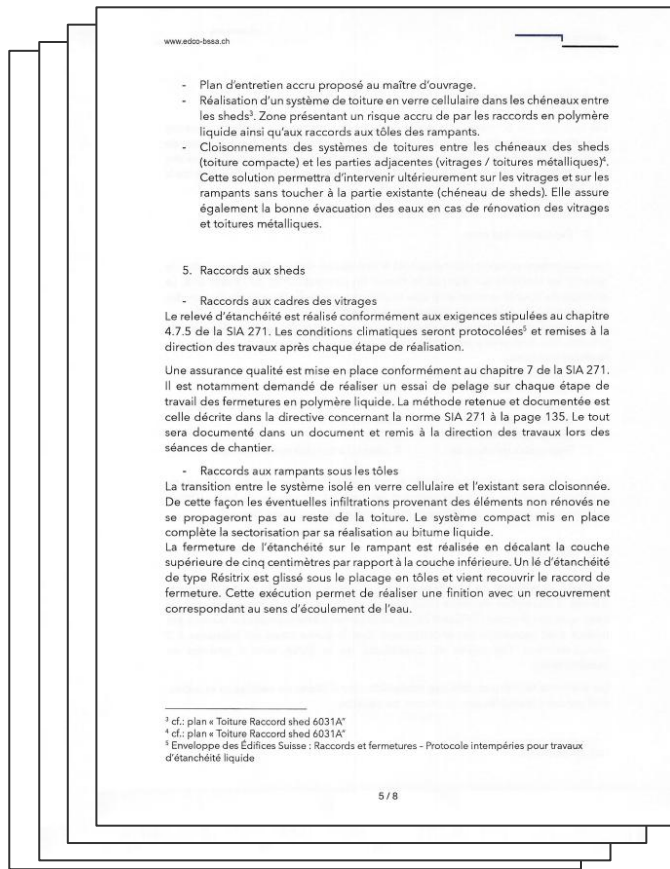 www.edco-bssa.ch
- Plan d'entretien accru proposé au maître d'ouvrage.
- Réalisation d'un système de toiture en verre cellulaire dans les chéneaux entre
les sheds³. Zone présentant un risque accru de par les raccords en polymère
liquide ainsi qu'aux raccords aux tôles des rampants.
- Cloisonnements des systèmes de toitures entre les chéneaux des sheds
(toiture compacte) et les parties adjacentes (vitrages / toitures métalliques)⁴.
Cette solution permettra d'intervenir ultérieurement sur les vitrages et sur les
rampants sans toucher à la partie existante (chéneau de sheds). Elle assure
également la bonne évacuation des eaux en cas de rénovation des vitrages
et toitures métalliques.
5. Raccords aux sheds
- Raccords aux cadres des vitrages
Le relevé d'étanchéité est réalisé conformément aux exigences stipulées au chapitre
4.7.5 de la SIA 271. Les conditions climatiques seront protocolées⁵ et remises à la
direction des travaux après chaque étape de réalisation.
Une assurance qualité est mise en place conformément au chapitre 7 de la SIA 271.
Il est notamment demandé de réaliser un essai de pelage sur chaque étape de
travail des fermetures en polymère liquide. La méthode retenue et documentée est
celle décrite dans la directive concernant la norme SIA 271 à la page 135. Le tout
sera documenté dans un document et remis à la direction des travaux lors des
séances de chantier.
- Raccords aux rampants sous les tôles
La transition entre le système isolé en verre cellulaire et l'existant sera cloisonnée.
De cette façon les éventuelles infiltrations provenant des éléments non rénovés ne
se propageront pas au reste de la toiture. Le système compact mis en place
complète la sectorisation par sa réalisation au bitume liquide.
La fermeture de l'étanchéité sur le rampant est réalisée en décalant la couche
supérieure de cinq centimètres par rapport à la couche inférieure. Un lé d'étanchéité
de type Résitrix est glissé sous le placage en tôles et vient recouvrir le raccord de
fermeture. Cette exécution permet de réaliser une finition avec un recouvrement
correspondant au sens d'écoulement de l'eau.
³ cf.: plan « Toiture Raccord shed 6031A"
⁴ cf.: plan « Toiture Raccord shed 6031A"
⁵ Enveloppe des Édifices Suisse : Raccords et fermetures – Protocole intempéries pour travaux
d'étanchéité liquide
5 / 8